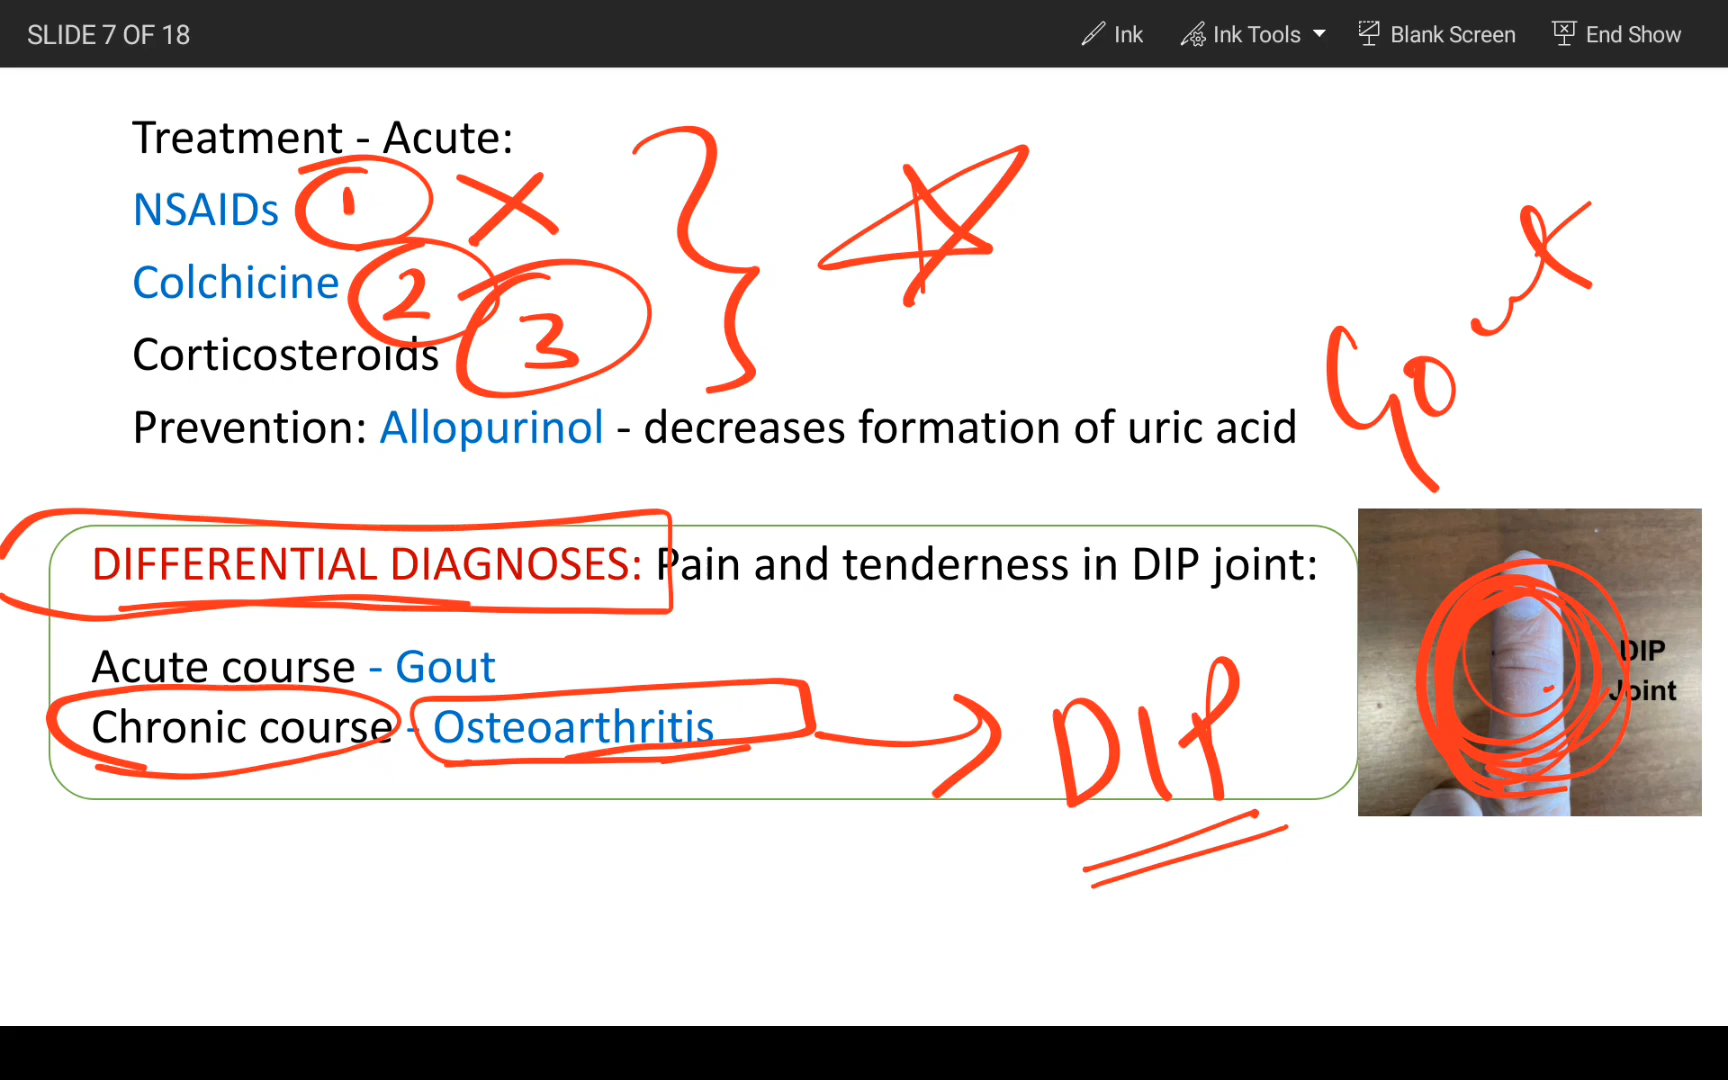 SLIDE 7 OF 18 Ink Ink Tools Blank Screen End Show
Treatment - Acute:
NSAIDs 1
Colchicine 2
Corticosteroids 3
Prevention: Allopurinol - decreases formation of uric acid
Gout
DIFFERENTIAL DIAGNOSES: Pain and tenderness in DIP joint:
Acute course - Gout
Chronic course - Osteoarthritis
DIP
DIP
Joint